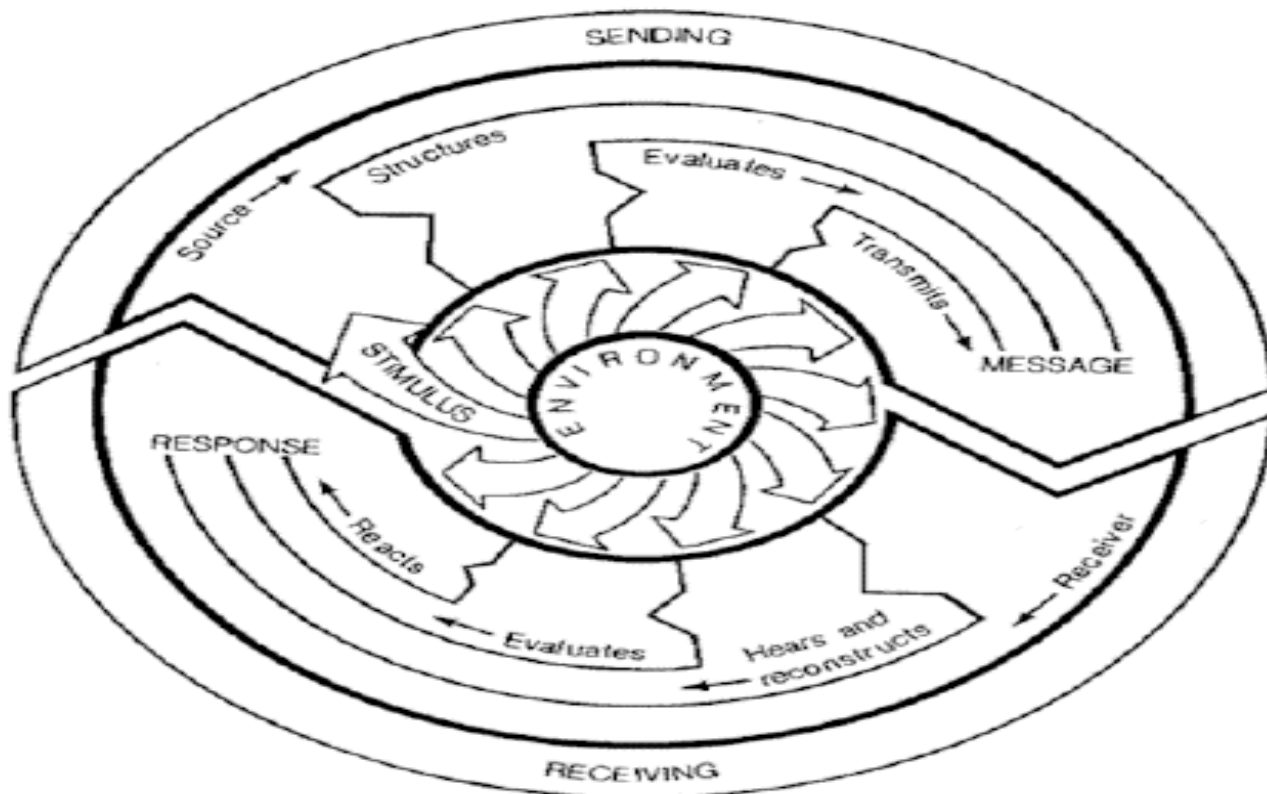 SENDING
Source
Structures
Evaluates
Transmits
MESSAGE
STIMULUS
ENVIRONMENT
RESPONSE
Reacts
Evaluates
Hears and
reconstructs
Receiver
RECEIVING